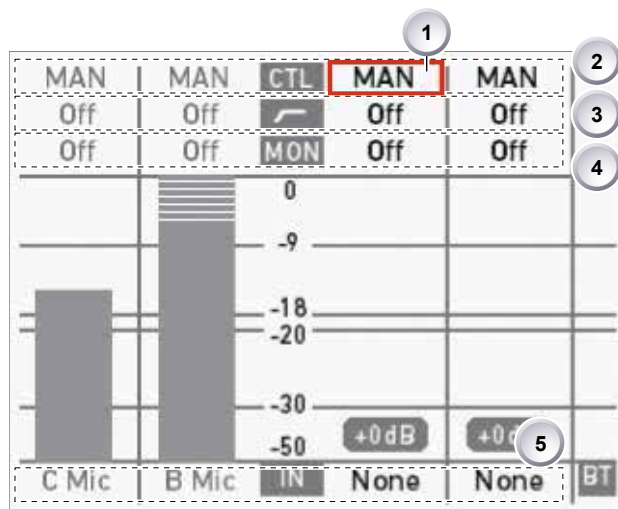 1
MAN MAN CTL MAN MAN 2
Off Off Off Off 3
Off Off MON Off Off 4
0
-9
-18
-20
-30
+0dB +0d 5
-50
C Mic B Mic IN None None BT